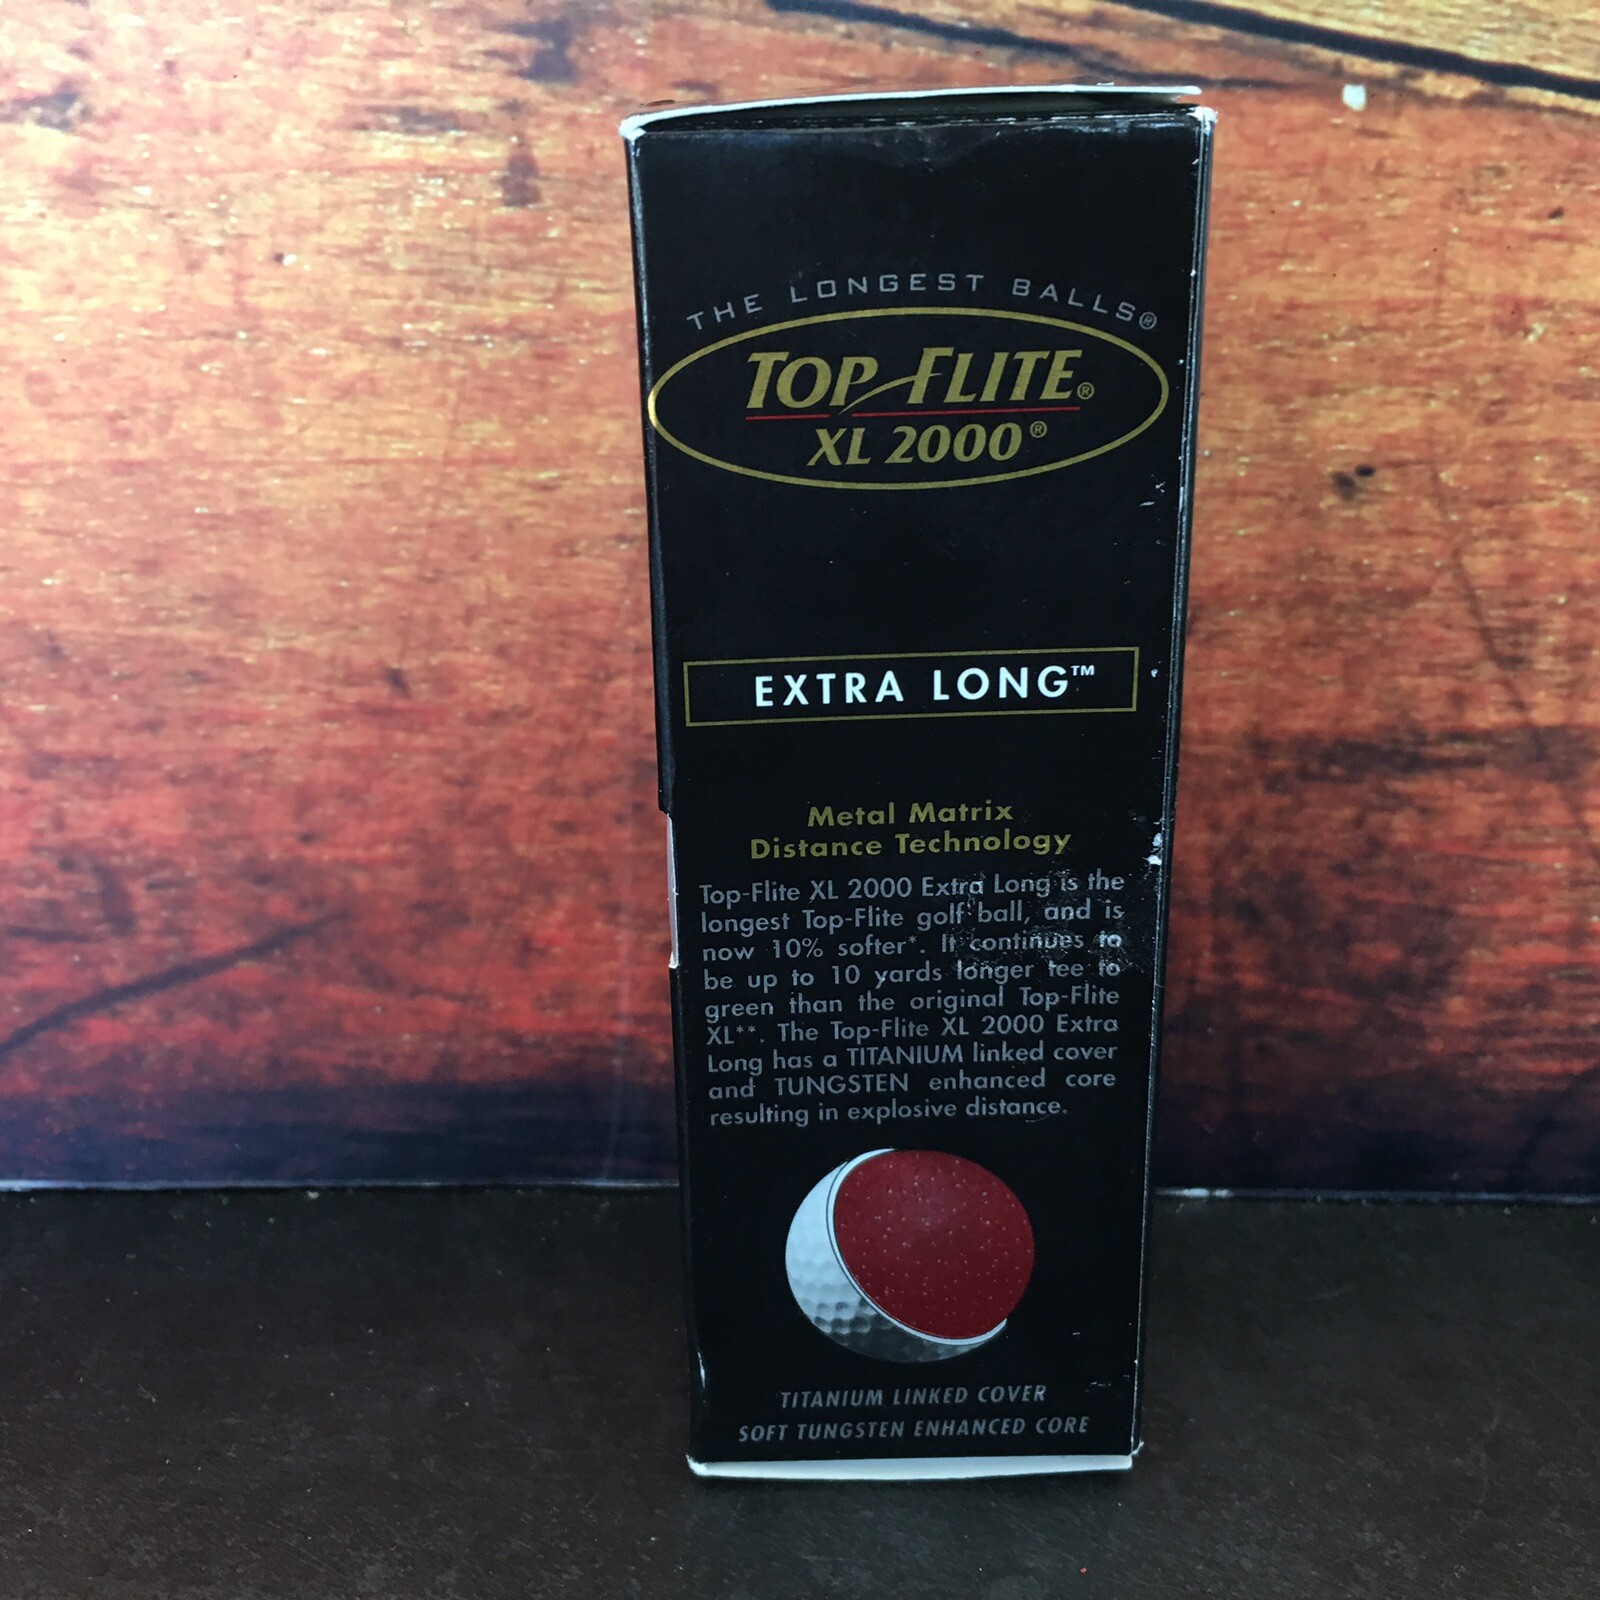 THE LONGEST BALLS®
TOP-FLITE®
XL 2000®
EXTRA LONG™
Metal Matrix
Distance Technology
Top-Flite XL 2000 Extra Long is the
longest Top-Flite golf ball, and is
now 10% softer*. It continues to
be up to 10 yards longer tee to
green than the original Top-Flite
XL**. The Top-Flite XL 2000 Extra
Long has a TITANIUM linked cover
and TUNGSTEN enhanced core
resulting in explosive distance.
TITANIUM LINKED COVER
SOFT TUNGSTEN ENHANCED CORE